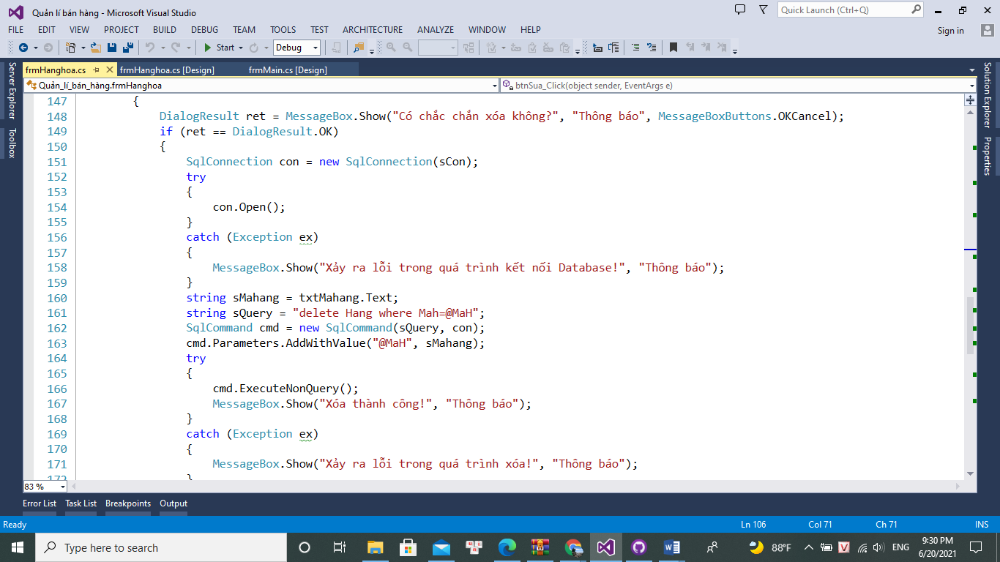 Quản lí bán hàng - Microsoft Visual Studio
Quick Launch (Ctrl+Q)
FILE EDIT VIEW PROJECT BUILD DEBUG TEAM TOOLS TEST ARCHITECTURE ANALYZE WINDOW HELP
Sign in
Start Debug
Server Explorer
Toolbox
Solution Explorer
Properties
frmHanghoa.cs frmHanghoa.cs [Design] frmMain.cs [Design]
Quản_lí_bán_hàng.frmHanghoa btnSua_Click(object sender, EventArgs e)
147 {
148 DialogResult ret = MessageBox.Show("Có chắc chắn xóa không?", "Thông báo", MessageBoxButtons.OKCancel);
149 if (ret == DialogResult.OK)
150 {
151 SqlConnection con = new SqlConnection(sCon);
152 try
153 {
154 con.Open();
155 }
156 catch (Exception ex)
157 {
158 MessageBox.Show("Xảy ra lỗi trong quá trình kết nối Database!", "Thông báo");
159 }
160 string sMahang = txtMahang.Text;
161 string sQuery = "delete Hang where Mah=@MaH";
162 SqlCommand cmd = new SqlCommand(sQuery, con);
163 cmd.Parameters.AddWithValue("@MaH", sMahang);
164 try
165 {
166 cmd.ExecuteNonQuery();
167 MessageBox.Show("Xóa thành công!", "Thông báo");
168 }
169 catch (Exception ex)
170 {
171 MessageBox.Show("Xảy ra lỗi trong quá trình xóa!", "Thông báo");
172 }
83 %
Error List Task List Breakpoints Output
Ready Ln 106 Col 71 Ch 71 INS
Type here to search
88°F
ENG
9:30 PM
6/20/2021